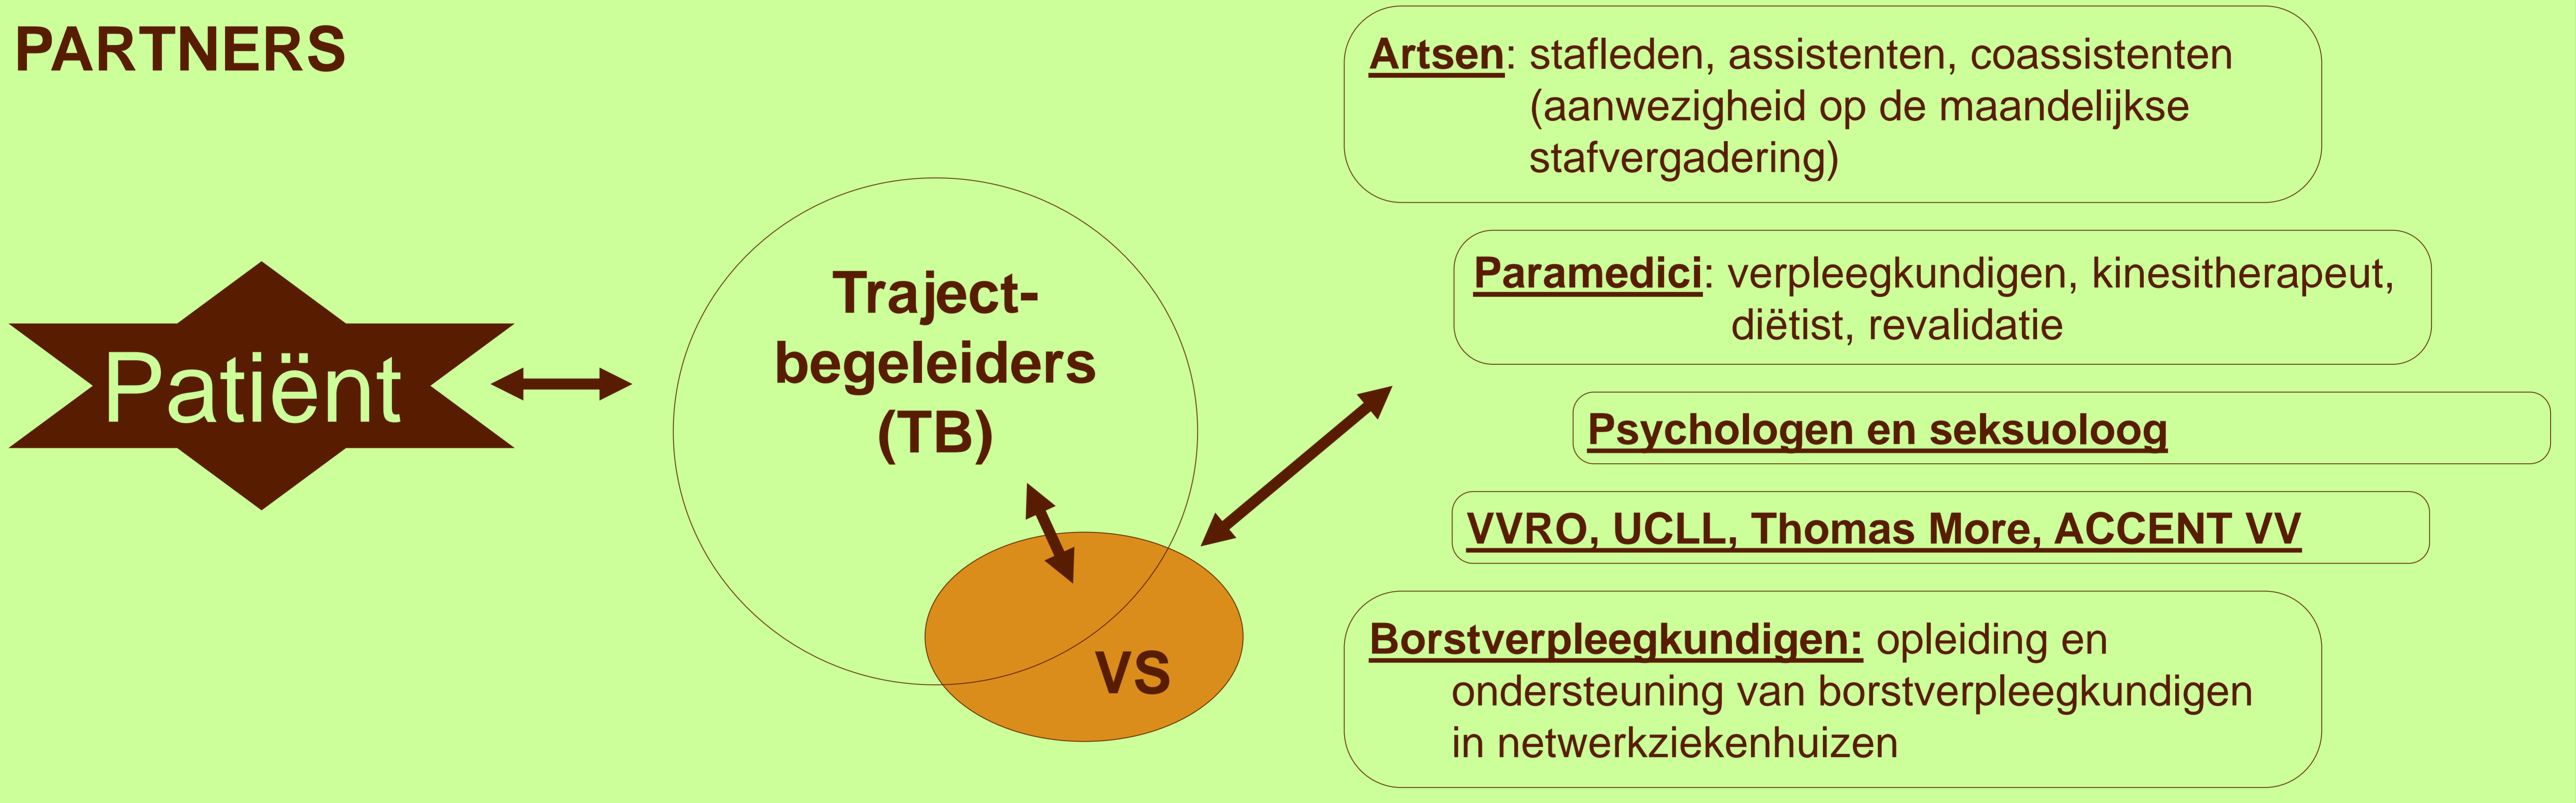 PARTNERS
Patiënt
Traject-
begeleiders
(TB)
VS
Artsen: stafleden, assistenten, coassistenten
(aanwezigheid op de maandelijkse
stafvergadering)
Paramedici: verpleegkundigen, kinesitherapeut,
diëtist, revalidatie
Psychologen en seksuoloog
VVRO, UCLL, Thomas More, ACCENT VV
Borstverpleegkundigen: opleiding en
ondersteuning van borstverpleegkundigen
in netwerkziekenhuizen